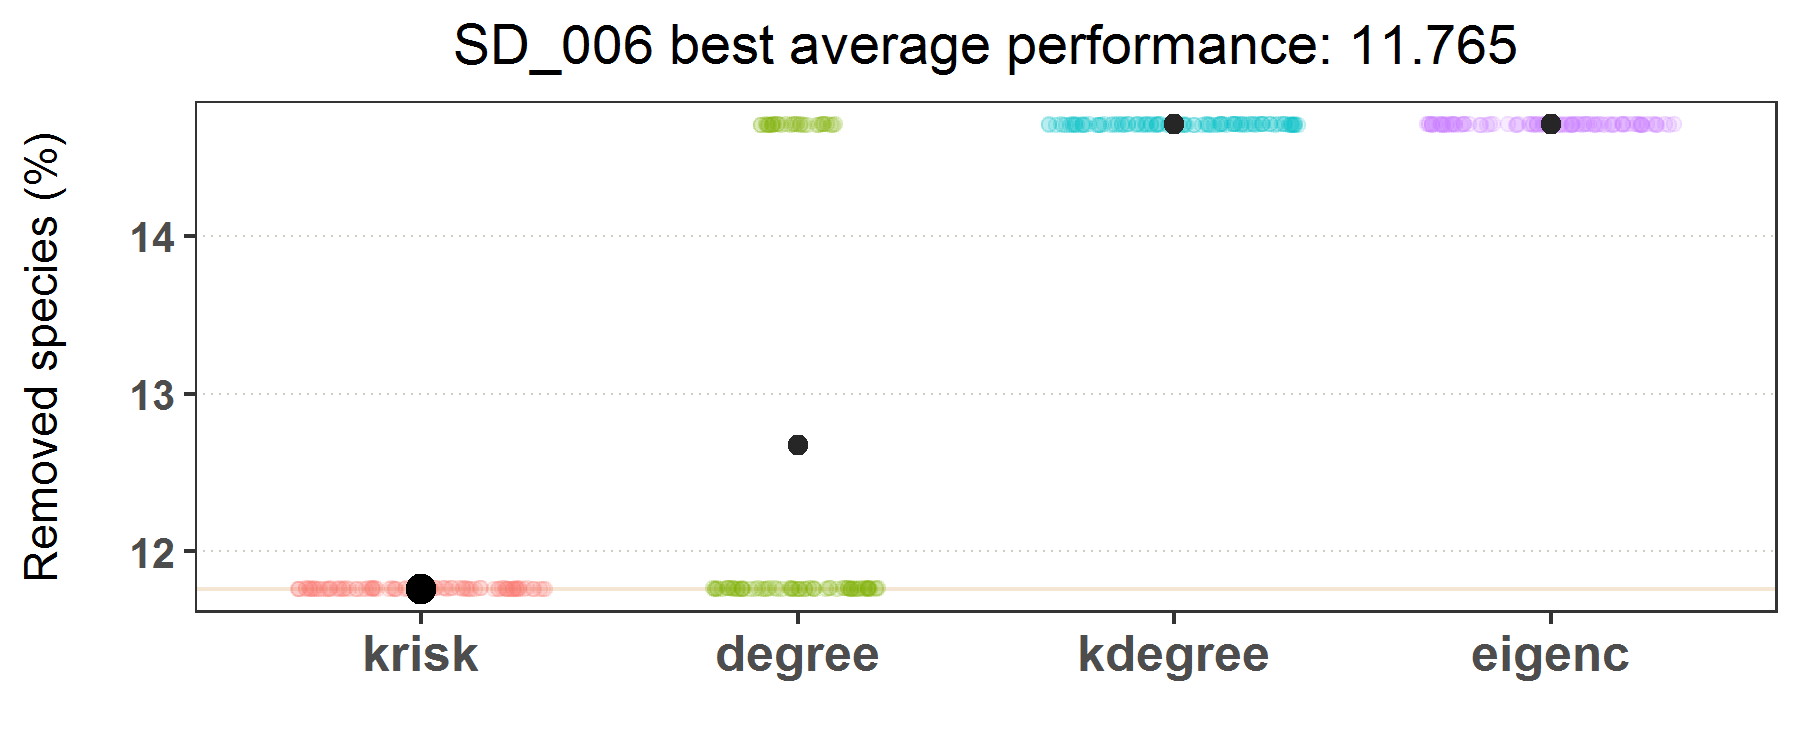 SD_006 best average performance: 11.765
Removed species (%)
14
13
12
krisk degree kdegree eigenc